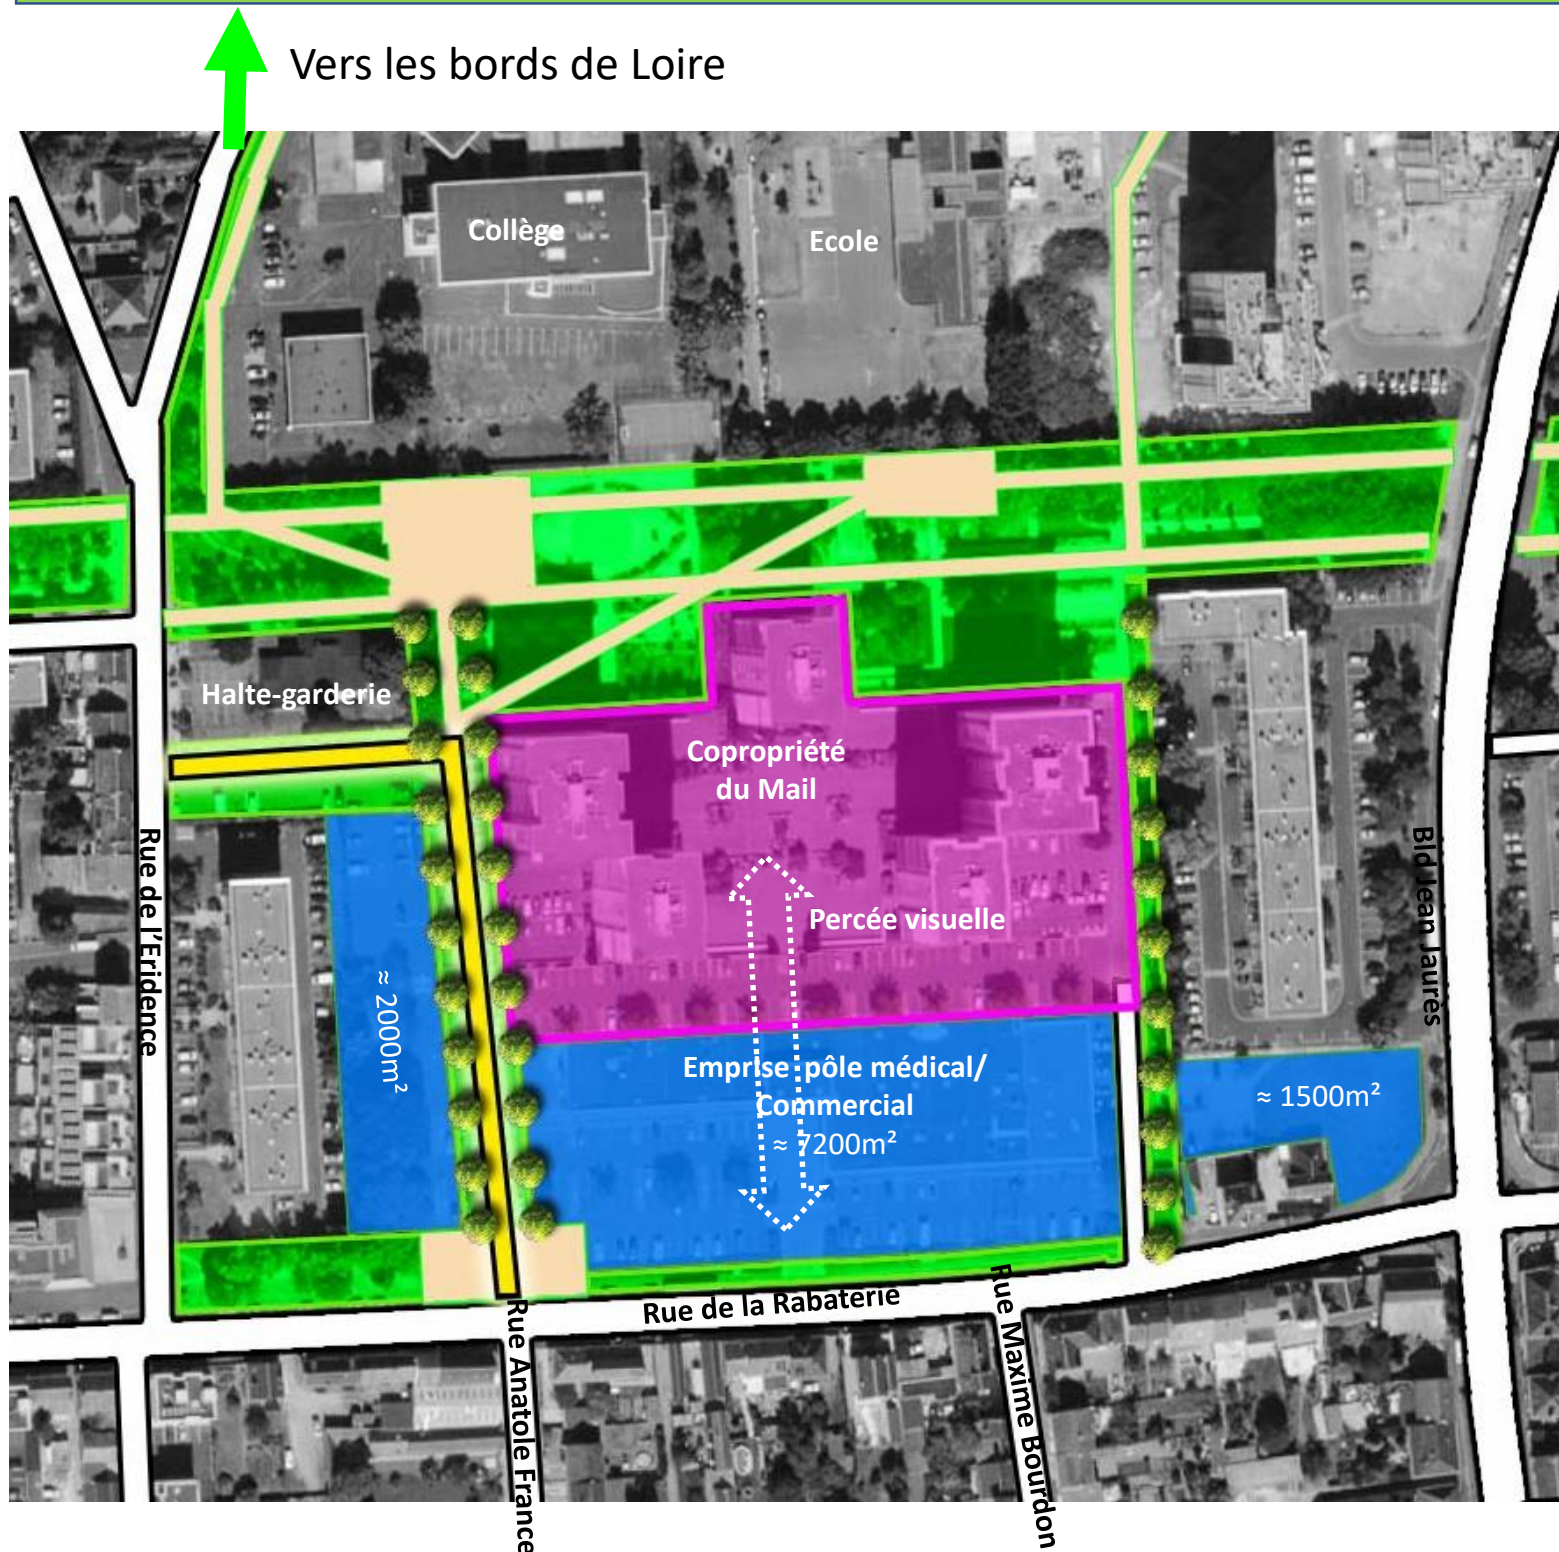 Vers les bords de Loire
Collège
Ecole
Halte-garderie
Copropriété
du Mail
Percée visuelle
Rue de l'Eridence
Bld Jean Jaurès
≈ 2000m²
Emprise pôle médical/
Commercial
≈ 7200m²
≈ 1500m²
Rue de la Rabaterie
Rue Anatole France
Rue Maxime Bourdon